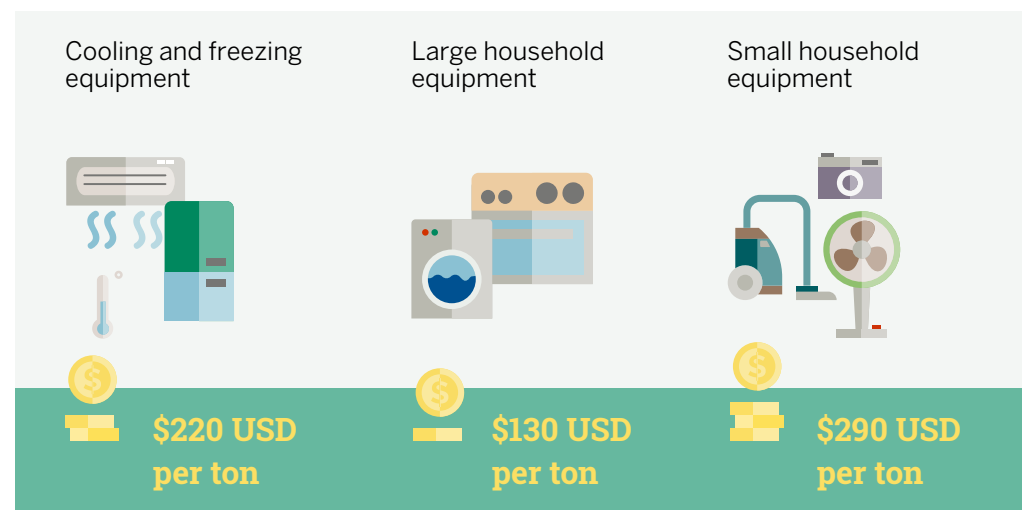 Cooling and freezing
equipment
Large household
equipment
Small household
equipment
$
$220 USD
per ton
$
$130 USD
per ton
$
$290 USD
per ton